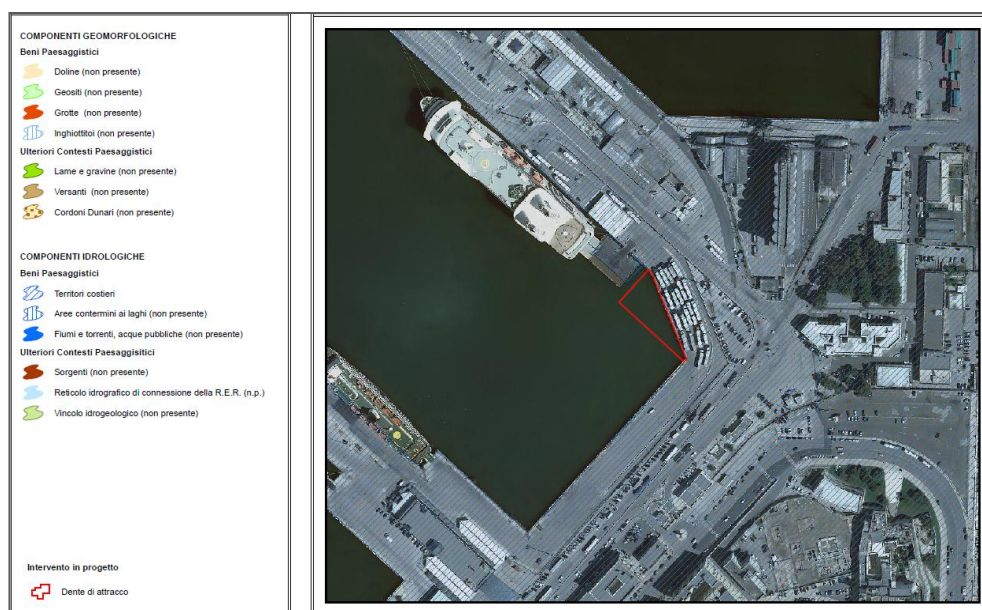 COMPONENTI GEOMORFOLOGICHE
Beni Paesaggistici
Doline (non presente)
Geositi (non presente)
Grotte (non presente)
Inghiottitoi (non presente)
Ulteriori Contesti Paesaggistici
Lame e gravine (non presente)
Versanti (non presente)
Cordoni Dunari (non presente)
COMPONENTI IDROLOGICHE
Beni Paesaggistici
Territori costieri
Aree contermini ai laghi (non presente)
Fiumi e torrenti, acque pubbliche (non presente)
Ulteriori Contesti Paesaggisitici
Sorgenti (non presente)
Reticolo idrografico di connessione della R.E.R. (n.p.)
Vincolo idrogeologico (non presente)
Intervento in progetto
Dente di attracco